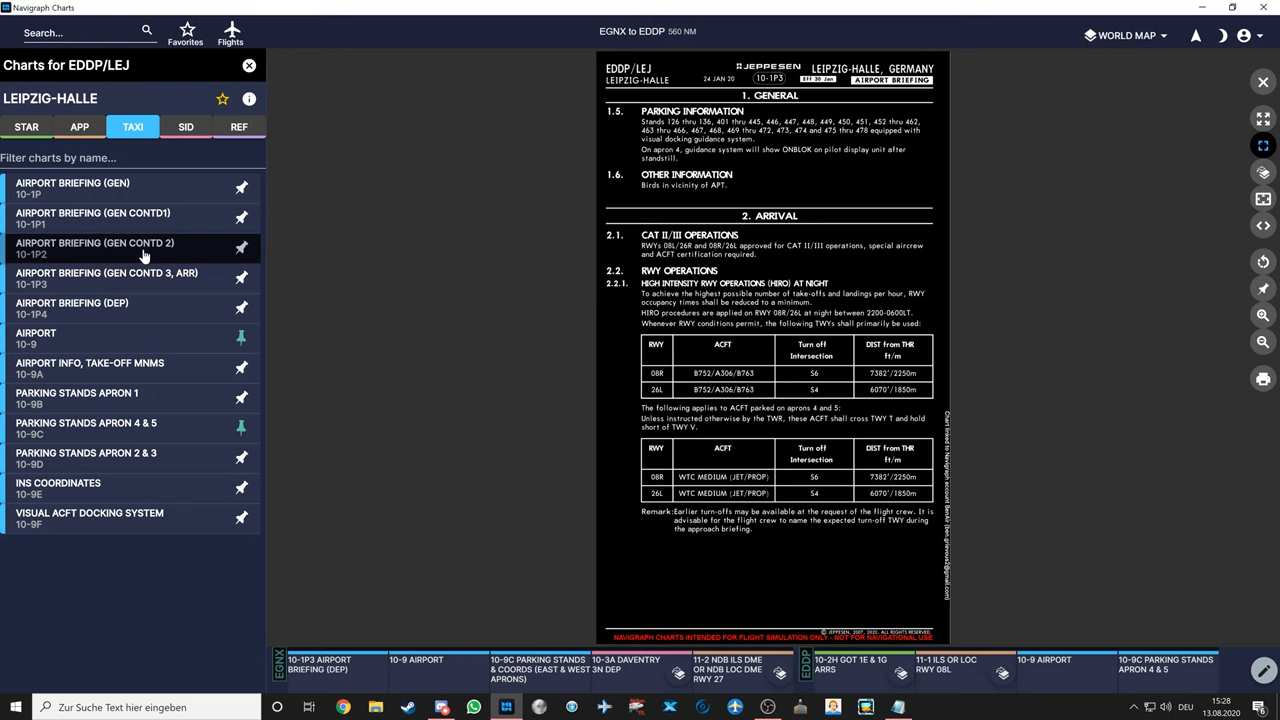 Navigraph Charts
Search...
Favorites
Flights
EGNX to EDDP 560 NM
WORLD MAP
Charts for EDDP/LEJ
LEIPZIG-HALLE
STAR
APP
TAXI
SID
REF
Filter charts by name...
AIRPORT BRIEFING (GEN)
10-1P
AIRPORT BRIEFING (GEN CONTD1)
10-1P1
AIRPORT BRIEFING (GEN CONTD 2)
10-1P2
AIRPORT BRIEFING (GEN CONTD 3, ARR)
10-1P3
AIRPORT BRIEFING (DEP)
10-1P4
AIRPORT
10-9
AIRPORT INFO, TAKE-OFF MNMS
10-9A
PARKING STANDS APRON 1
10-9B
PARKING STANDS APRON 4 & 5
10-9C
PARKING STANDS APRON 2 & 3
10-9D
INS COORDINATES
10-9E
VISUAL ACFT DOCKING SYSTEM
10-9F
EDDP/LEJ
LEIPZIG-HALLE
24 JAN 20
JEPPESEN
10-1P3
Eff 30 Jan
LEIPZIG-HALLE, GERMANY
AIRPORT BRIEFING
1. GENERAL
1.5. PARKING INFORMATION
Stands 126 thru 136, 401 thru 445, 446, 447, 448, 449, 450, 451, 452 thru 462,
463 thru 466, 467, 468, 469 thru 472, 473, 474 and 475 thru 478 equipped with
visual docking guidance system.
On apron 4, guidance system will show ONBLOK on pilot display unit after
standstill.
1.6. OTHER INFORMATION
Birds in vicinity of APT.
2. ARRIVAL
2.1. CAT II/III OPERATIONS
RWYs 08L/26R and 08R/26L approved for CAT II/III operations, special aircrew
and ACFT certification required.
2.2. RWY OPERATIONS
2.2.1. HIGH INTENSITY RWY OPERATIONS (HIRO) AT NIGHT
To achieve the highest possible number of take-offs and landings per hour, RWY
occupancy times shall be reduced to a minimum.
HIRO procedures are applied on RWY 08R/26L at night between 2200-0600LT.
Whenever RWY conditions permit, the following TWYs shall primarily be used:
RWY ACFT Turn off Intersection DIST from THR ft/m
08R B752/A306/B763 S6 7382'/2250m
26L B752/A306/B763 S4 6070'/1850m
The following applies to ACFT parked on aprons 4 and 5:
Unless instructed otherwise by the TWR, these ACFT shall cross TWY T and hold
short of TWY V.
RWY ACFT Turn off Intersection DIST from THR ft/m
08R WTC MEDIUM (JET/PROP) S6 7382'/2250m
26L WTC MEDIUM (JET/PROP) S4 6070'/1850m
Remark: Earlier turn-offs may be available at the request of the flight crew. It is
advisable for the flight crew to name the expected turn-off TWY during
the approach briefing.
© JEPPESEN, 2007, 2020. ALL RIGHTS RESERVED.
NAVIGRAPH CHARTS INTENDED FOR FLIGHT SIMULATION ONLY - NOT FOR NAVIGATIONAL USE
Chart linked to Navigraph account BenAir (ben.grievous2@gmail.com)
EGNX
10-1P3 AIRPORT
BRIEFING (DEP)
10-9 AIRPORT
10-9C PARKING STANDS
& COORDS (EAST & WEST
APRONS)
10-3A DAVENTRY
3N DEP
11-2 NDB ILS DME
OR NDB LOC DME
RWY 27
EDDP
10-2H GOT 1E & 1G
ARRS
11-1 ILS OR LOC
RWY 08L
10-9 AIRPORT
10-9C PARKING STANDS
APRON 4 & 5
Zur Suche Text hier eingeben
DEU
15:28
13.08.2020
6